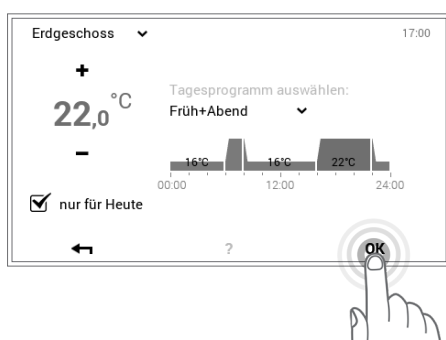 Erdgeschoss
17:00
+
22,0°C
Tagesprogramm auswählen:
Früh+Abend
–
16°C 16°C 22°C
00:00 12:00 24:00
nur für Heute
? OK